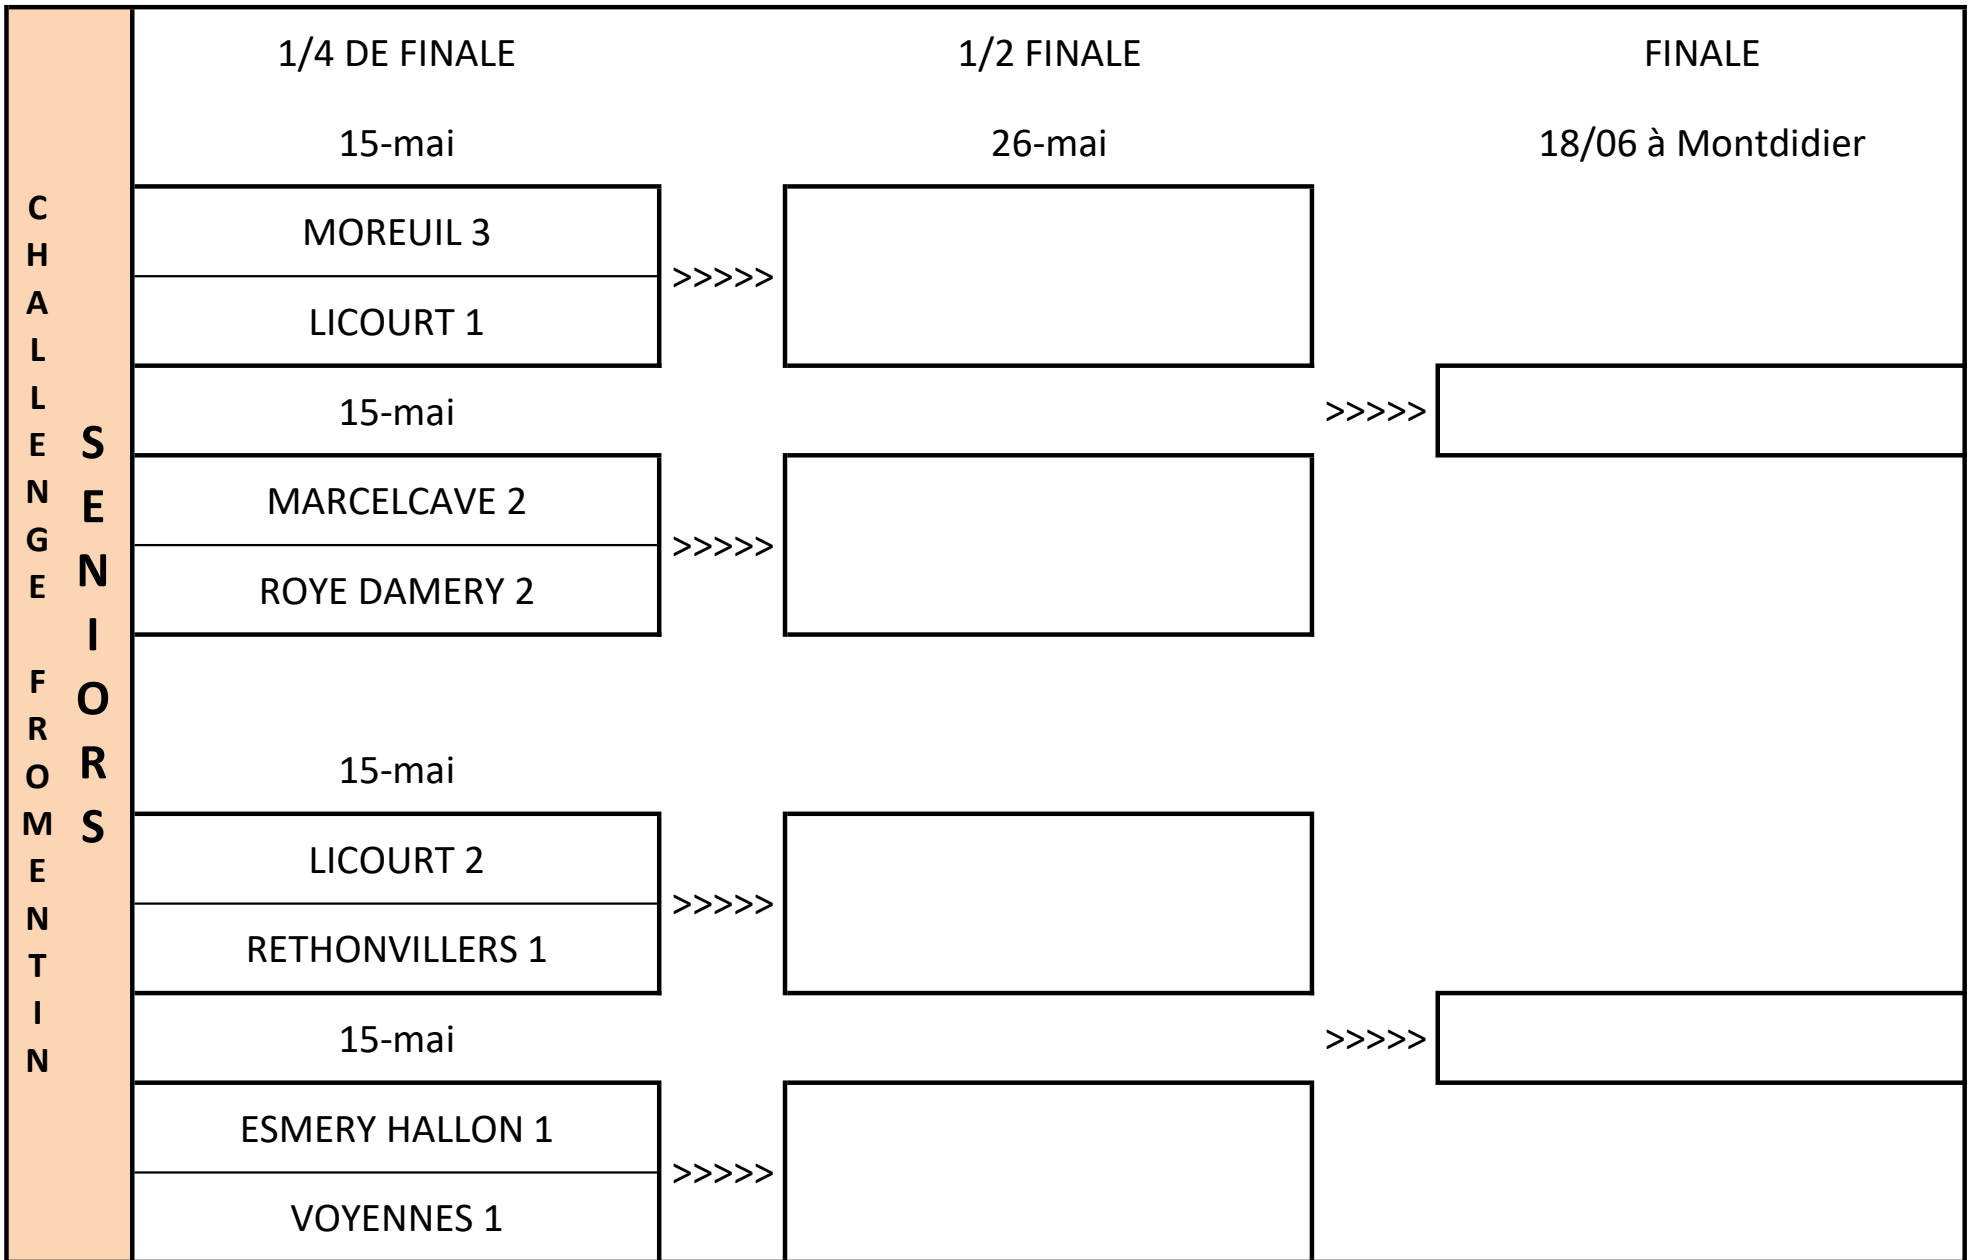 CHALLENGE FROMENTIN
SENIORS
1/4 DE FINALE
1/2 FINALE
FINALE
15-mai
26-mai
18/06 à Montdidier
MOREUIL 3
>>>>>
LICOURT 1
15-mai
>>>>>
MARCELCAVE 2
>>>>>
ROYE DAMERY 2
15-mai
LICOURT 2
>>>>>
RETHONVILLERS 1
15-mai
>>>>>
ESMERY HALLON 1
>>>>>
VOYENNES 1